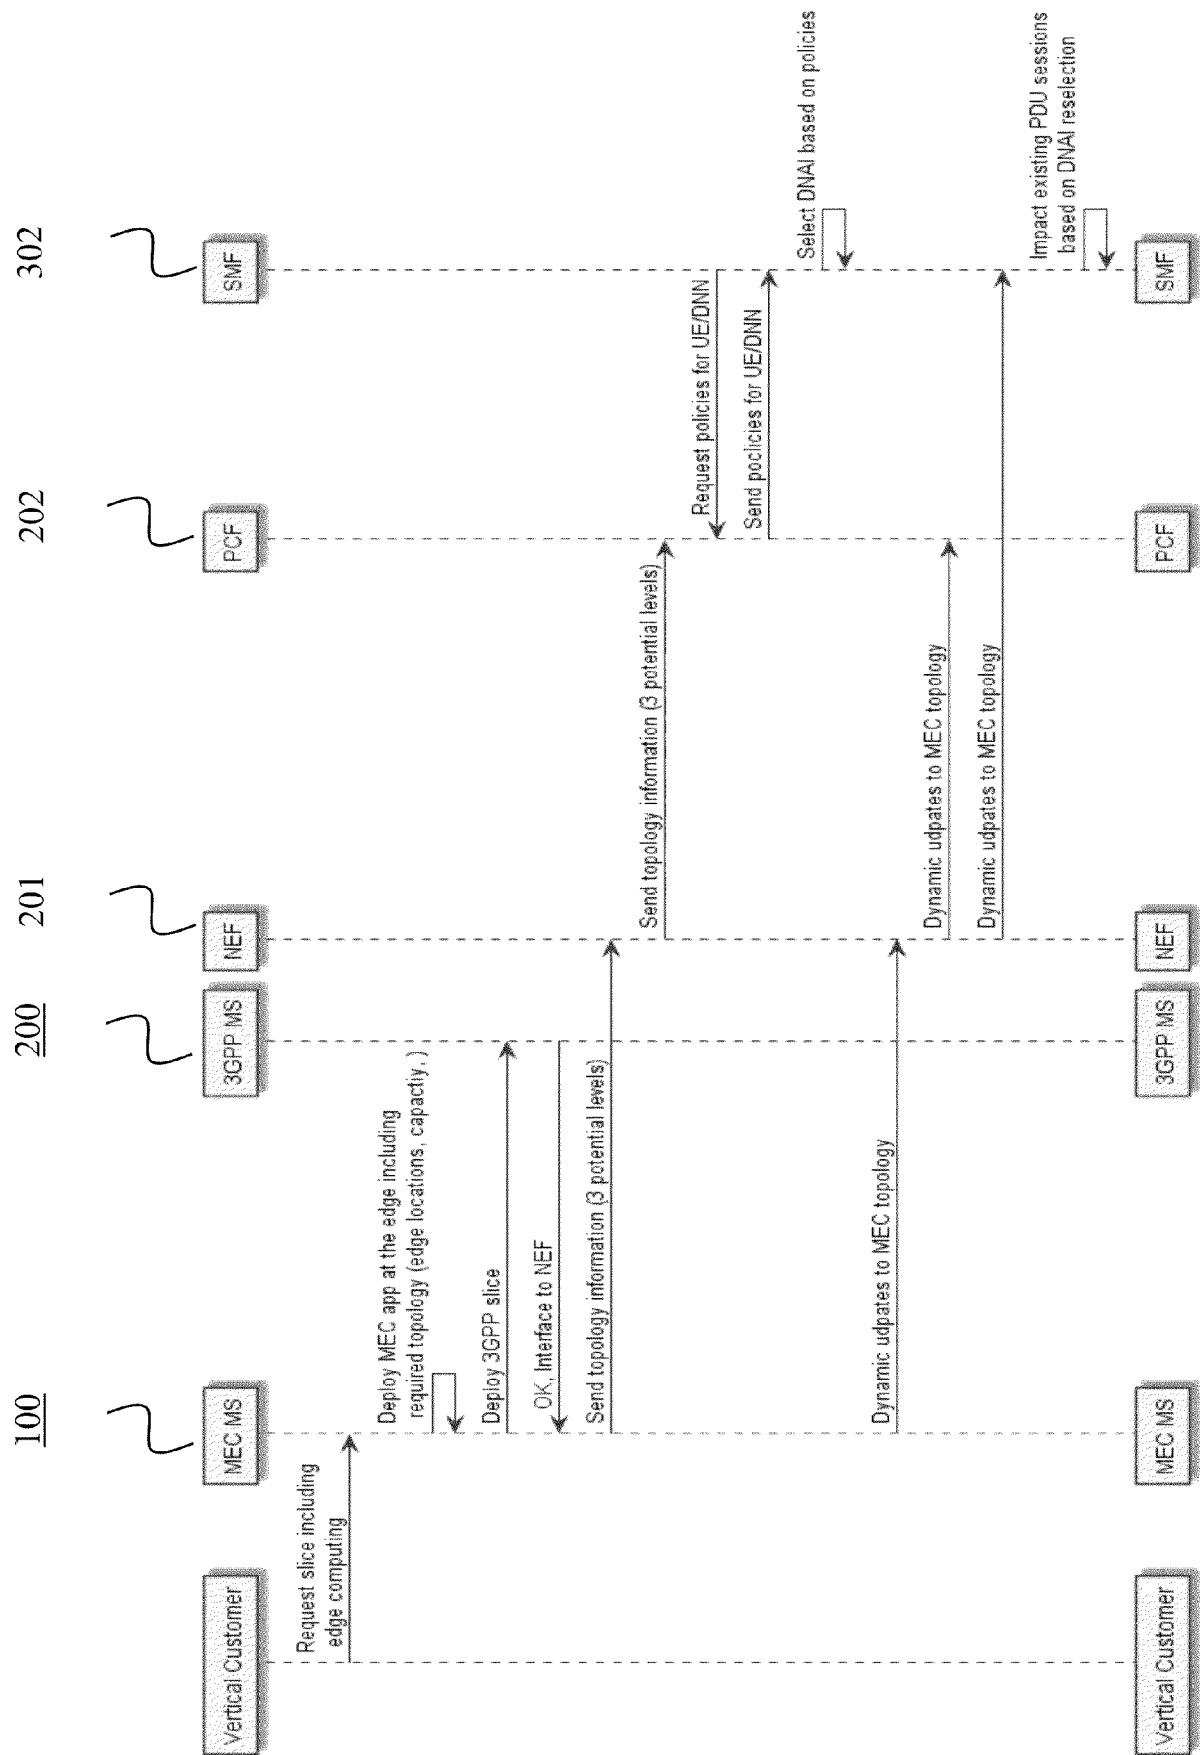 100
200
201
202
302
Vertical Customer
MEC MS
3GPP MS
NEF
PCF
SMF
Request slice including
edge computing
Deploy MEC app at the edge including
required topology (edge locations, capactiy, )
Deploy 3GPP slice
OK, Interface to NEF
Send topology information (3 potential levels)
Send topology information (3 potential levels)
Request policies for UE/DNN
Send poclicies for UE/DNN
Select DNAI based on policies
Dynamic udpates to MEC topology
Dynamic udpates to MEC topology
Dynamic udpates to MEC topology
Impact existing PDU sessions
based on DNAI reselection
Vertical Customer
MEC MS
3GPP MS
NEF
PCF
SMF